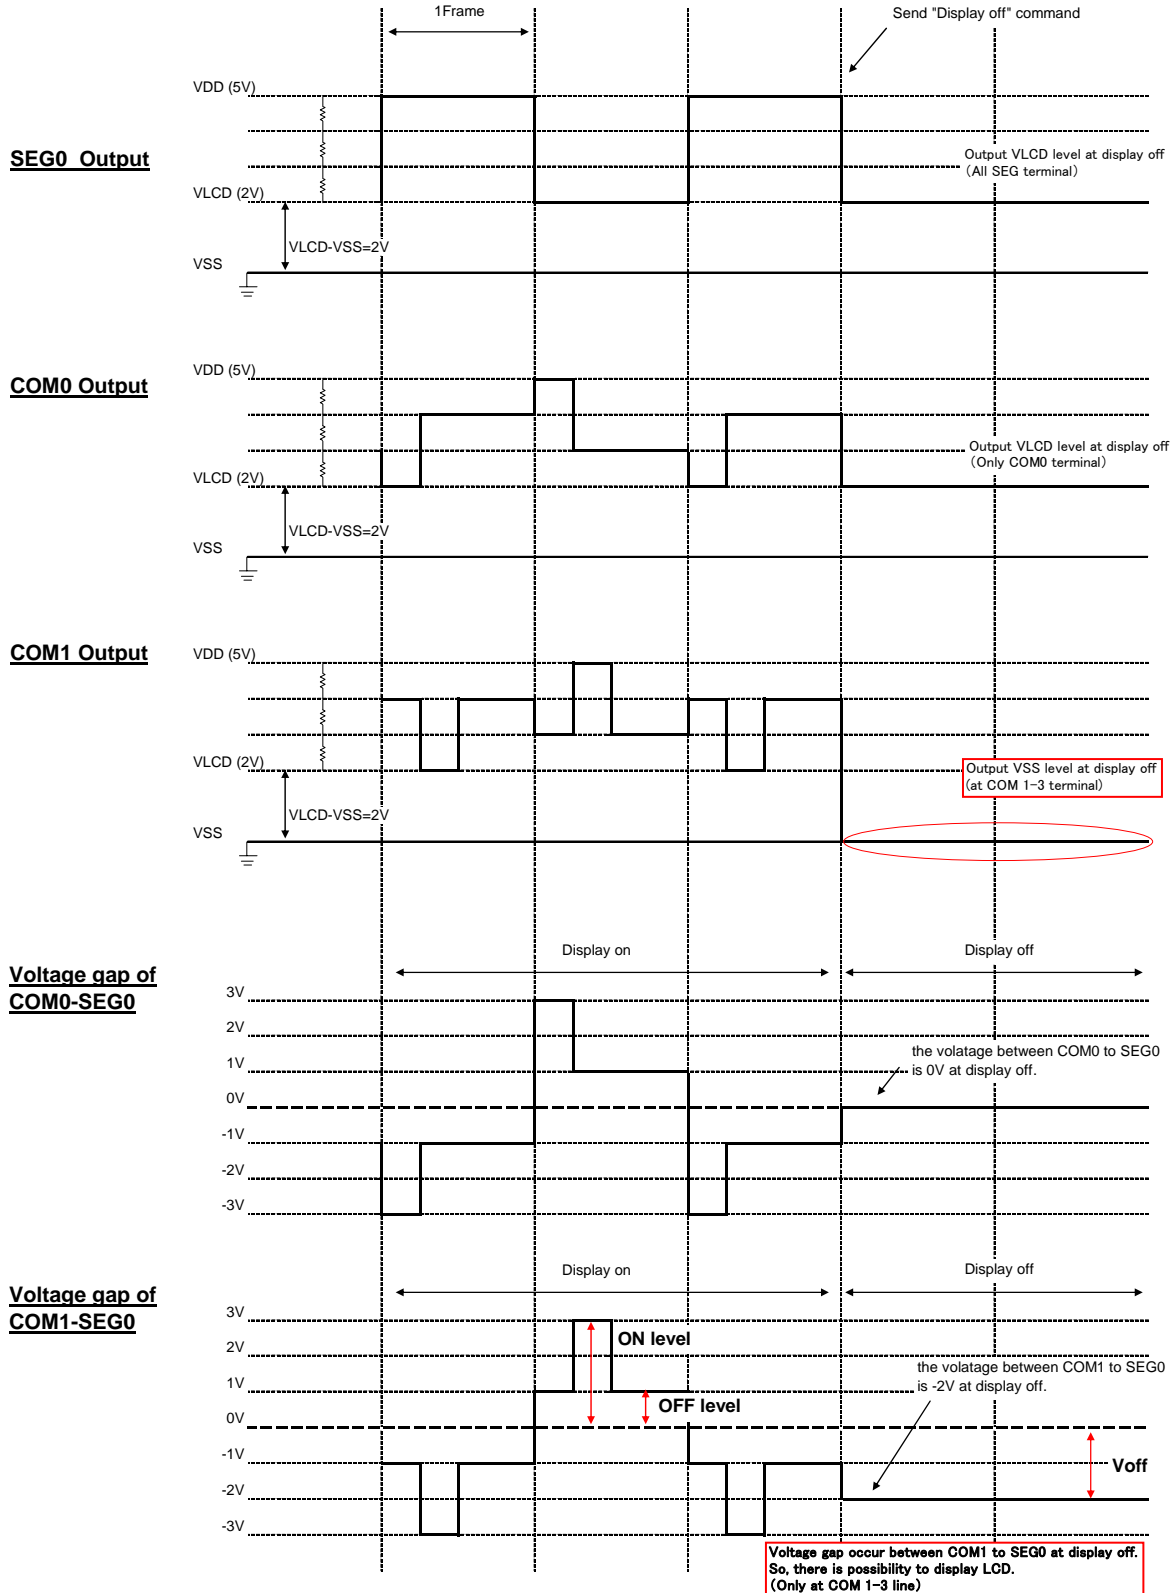 1Frame
Send "Display off" command
VDD (5V)
SEG0  Output
Output VLCD level at display off
(All SEG terminal)
VLCD (2V)
VLCD-VSS=2V
VSS
VDD (5V)
COM0 Output
Output VLCD level at display off
(Only COM0 terminal)
VLCD (2V)
VLCD-VSS=2V
VSS
COM1 Output
VDD (5V)
VLCD (2V)
Output VSS level at display off
(at COM 1-3 terminal)
VLCD-VSS=2V
VSS
Display on
Display off
Voltage gap of
COM0-SEG0
3V
2V
1V
the volatage between COM0 to SEG0
is 0V at display off.
0V
-1V
-2V
-3V
Display on
Display off
Voltage gap of
COM1-SEG0
3V
ON level
2V
the volatage between COM1 to SEG0
is -2V at display off.
1V
OFF level
0V
-1V
Voff
-2V
-3V
Voltage gap occur between COM1 to SEG0 at display off.
So, there is possibility to display LCD.
(Only at COM 1-3 line)